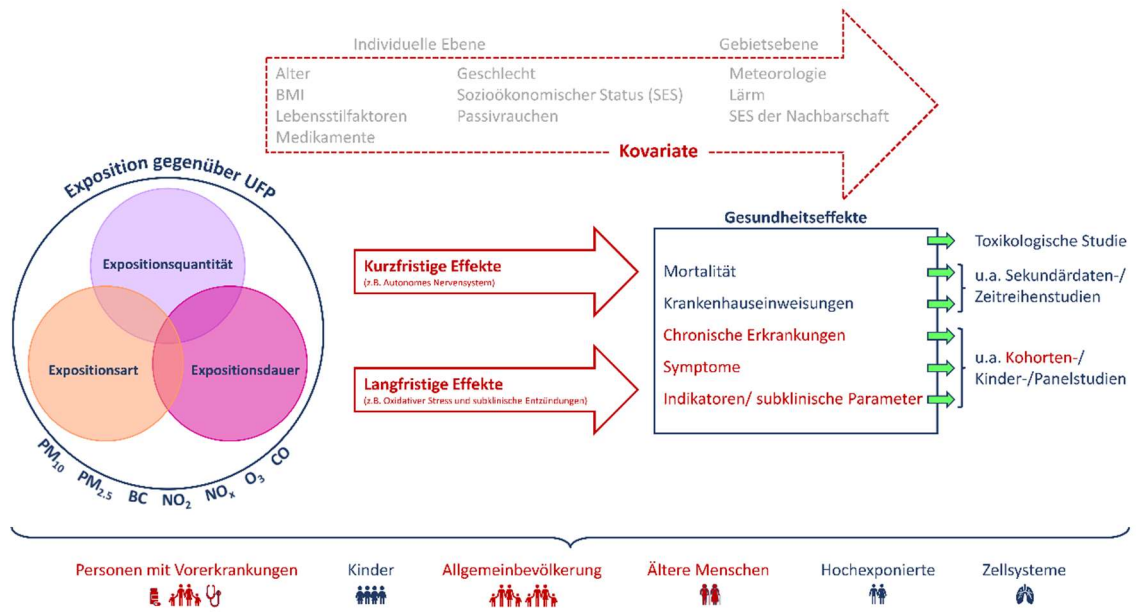 Individuelle Ebene
Gebietsebene
Alter
Geschlecht
Meteorologie
BMI
Sozioökonomischer Status (SES)
Lärm
Lebensstilfaktoren
Passivrauchen
SES der Nachbarschaft
Medikamente
Kovariate
Exposition gegenüber UFP
Expositionsquantität
Expositionsart
Expositionsdauer
PM10 PM2.5 BC NO2 NOx O3 CO
Kurzfristige Effekte
(z.B. Autonomes Nervensystem)
Langfristige Effekte
(z.B. Oxidativer Stress und subklinische Entzündungen)
Gesundheitseffekte
Mortalität
Krankenhauseinweisungen
Chronische Erkrankungen
Symptome
Indikatoren/ subklinische Parameter
Toxikologische Studie
u.a. Sekundärdaten-/
Zeitreihenstudien
u.a. Kohorten-/
Kinder-/Panelstudien
Personen mit Vorerkrankungen
Kinder
Allgemeinbevölkerung
Ältere Menschen
Hochexponierte
Zellsysteme